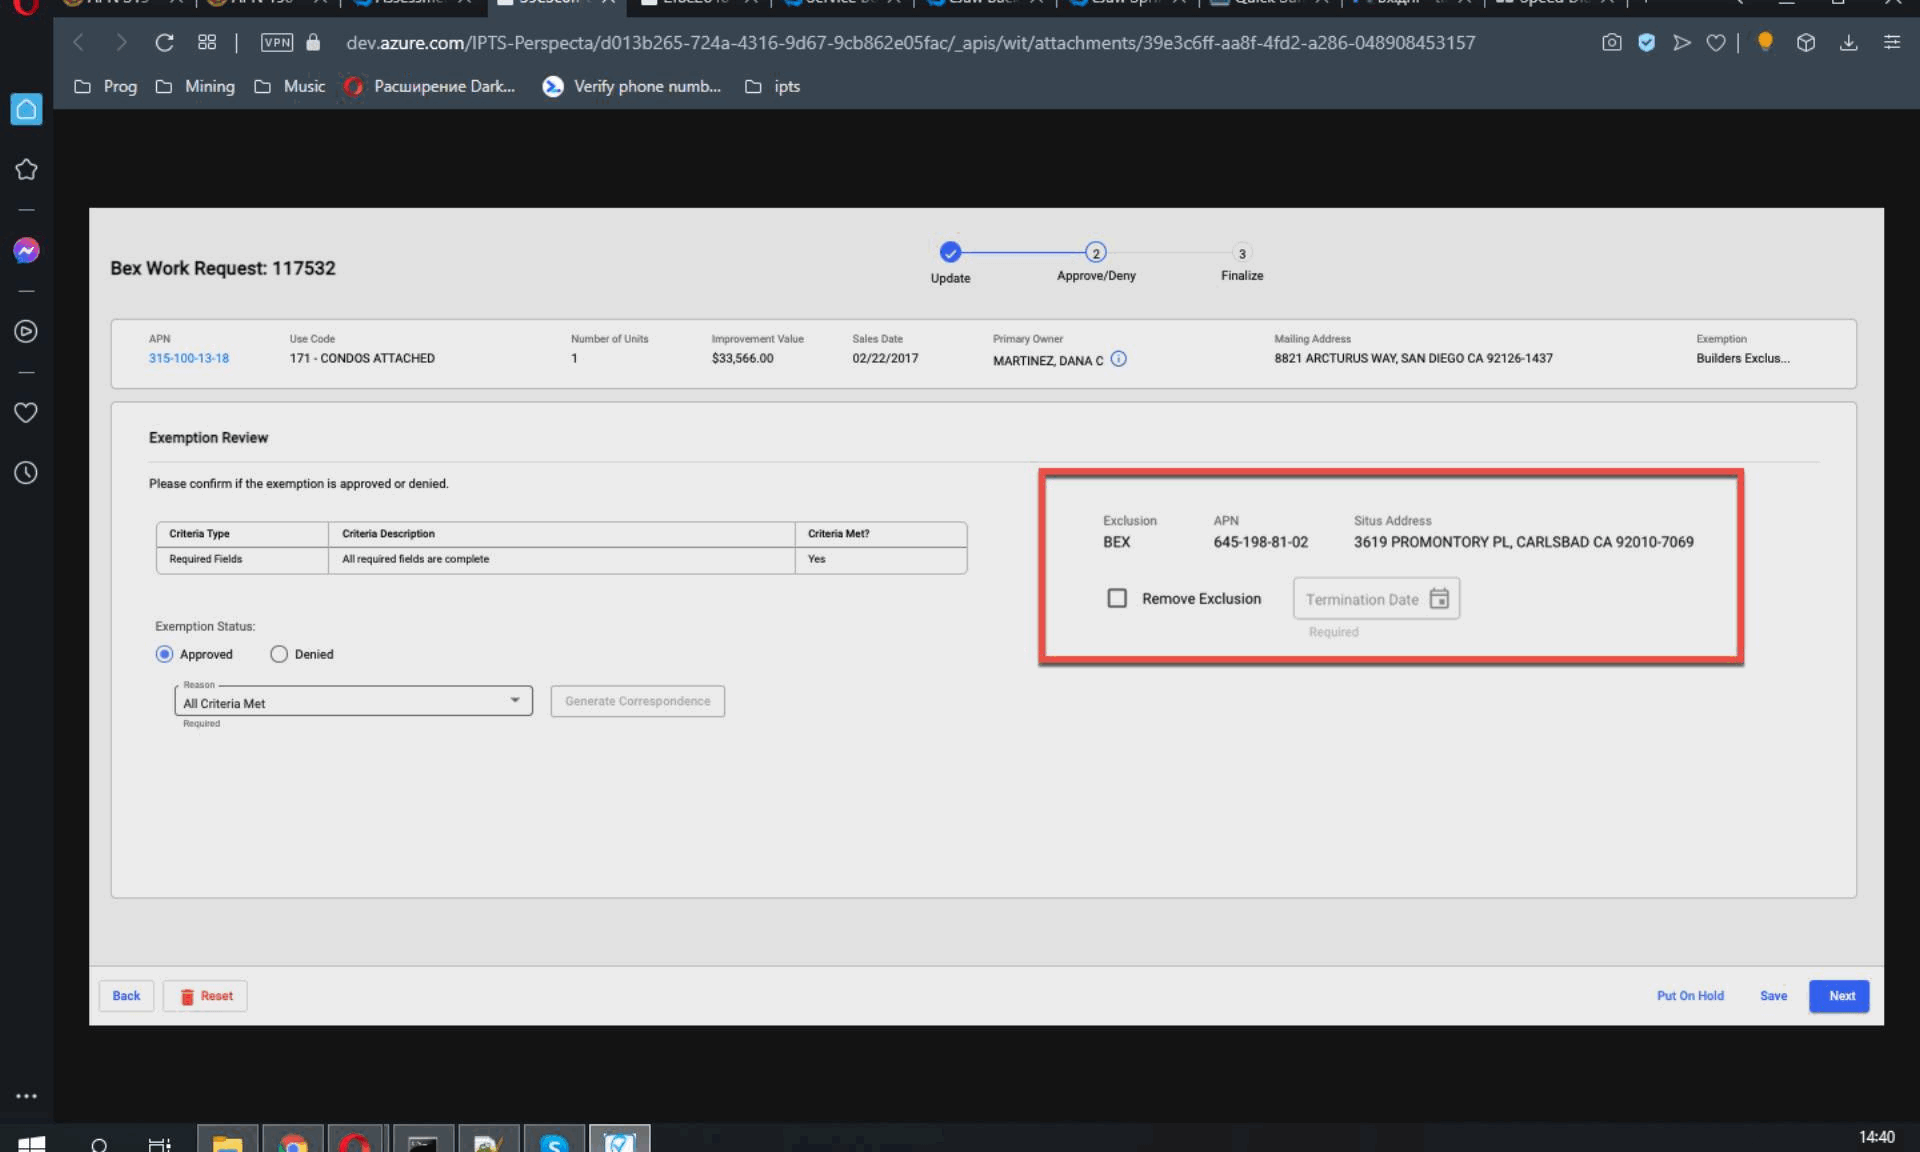 VPN
dev.azure.com/IPTS-Perspecta/d013b265-724a-4316-9d67-9cb862e05fac/_apis/wit/attachments/39e3c6ff-aa8f-4fd2-a286-048908453157
Prog
Mining
Music
Расширение Dark...
Verify phone numb...
ipts
Bex Work Request: 117532
2
3
Update
Approve/Deny
Finalize
APN
Use Code
Number of Units
Improvement Value
Sales Date
Primary Owner
Mailing Address
Exemption
315-100-13-18
171 - CONDOS ATTACHED
1
$33,566.00
02/22/2017
MARTINEZ, DANA C
8821 ARCTURUS WAY, SAN DIEGO CA 92126-1437
Builders Exclus...
Exemption Review
Please confirm if the exemption is approved or denied.
Criteria Type
Criteria Description
Criteria Met?
Required Fields
All required fields are complete
Yes
Exemption Status:
Approved
Denied
Reason
All Criteria Met
Required
Generate Correspondence
Exclusion
APN
Situs Address
BEX
645-198-81-02
3619 PROMONTORY PL, CARLSBAD CA 92010-7069
Remove Exclusion
Termination Date
Required
Back
Reset
Put On Hold
Save
Next
14:40